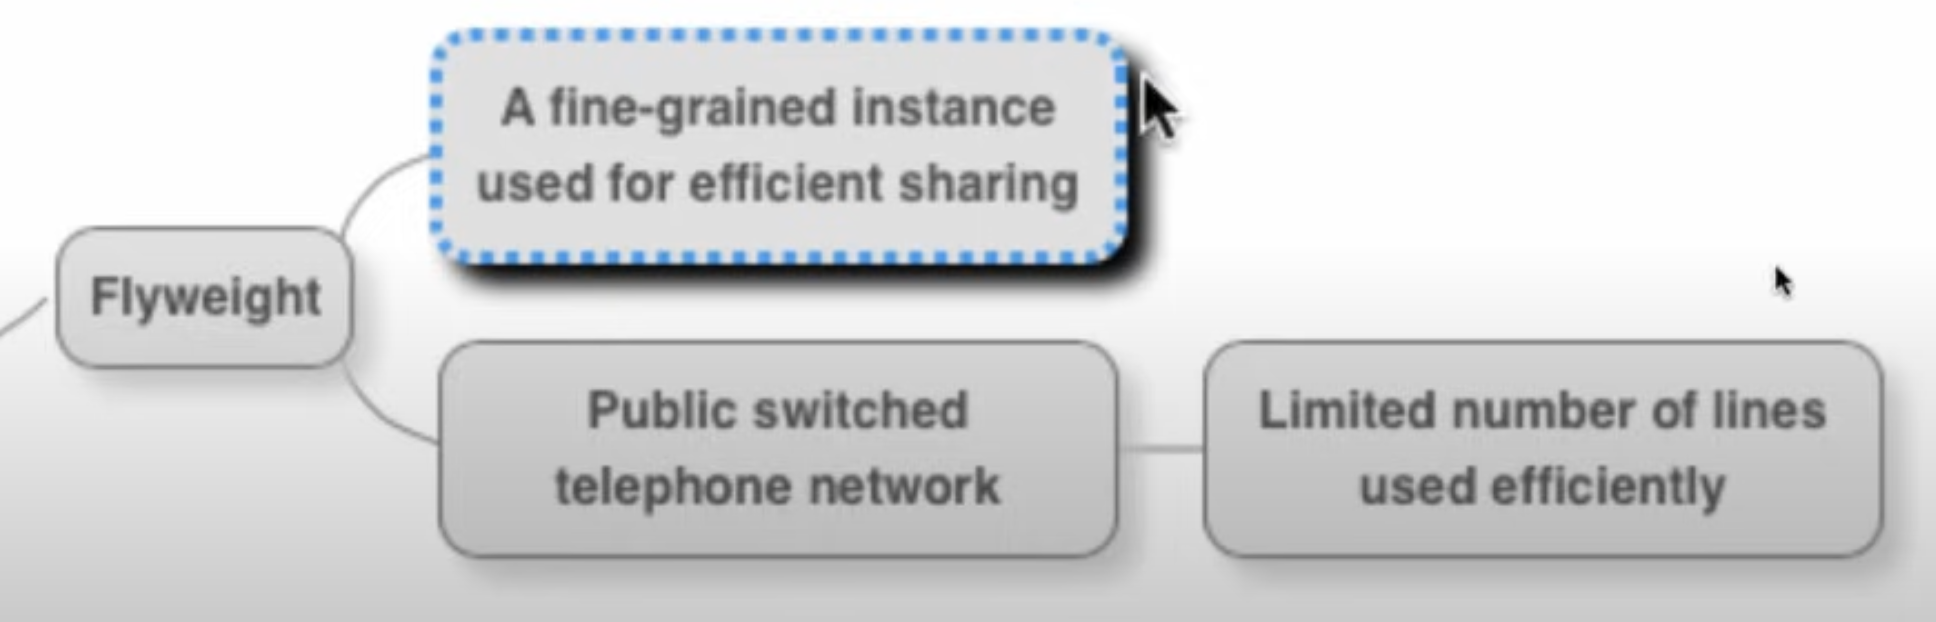 A fine-grained instance
used for efficient sharing
Flyweight
Public switched
telephone network
Limited number of lines
used efficiently